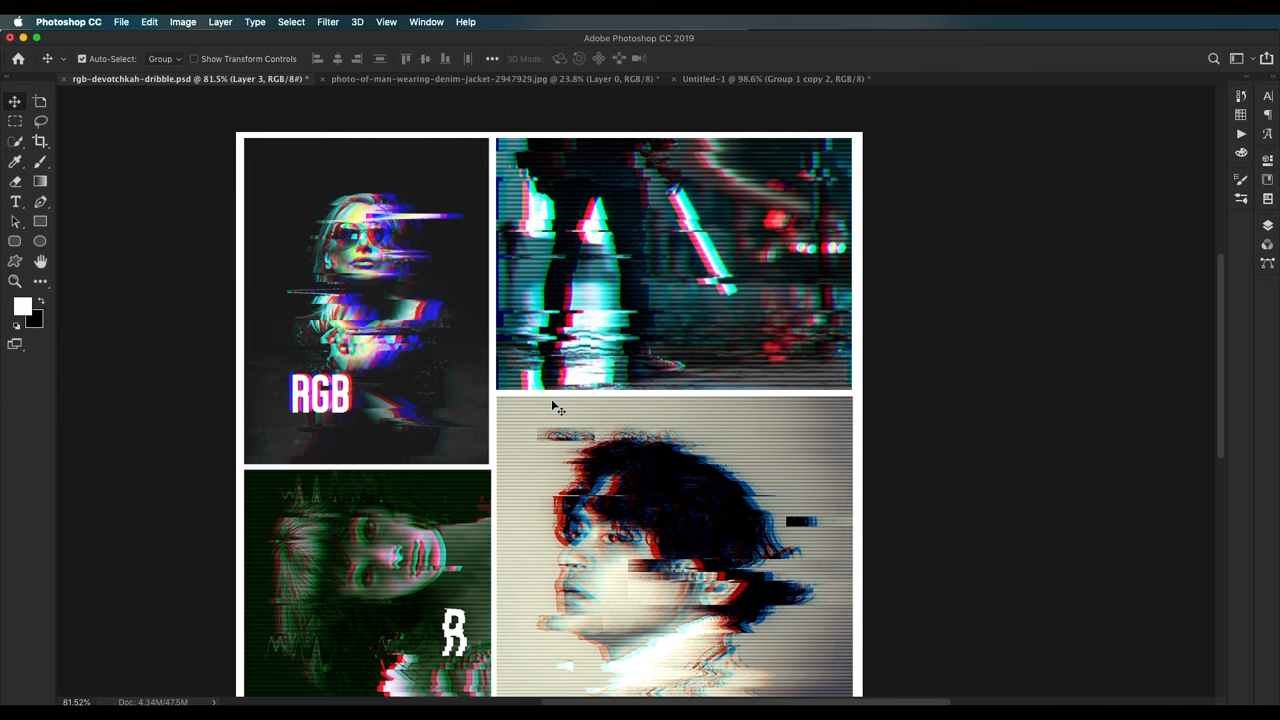 Photoshop CC File Edit Image Layer Type Select Filter 3D View Window Help
Adobe Photoshop CC 2019
Auto-Select: Group Show Transform Controls 3D Mode:
rgb-devotchkah-dribble.psd @ 81.5% (Layer 3, RGB/8#) * photo-of-man-wearing-denim-jacket-2947929.jpg @ 23.8% (Layer 0, RGB/8) * Untitled-1 @ 98.6% (Group 1 copy 2, RGB/8) *
RGB
R
81.52% Doc: 4.34M/47.5M